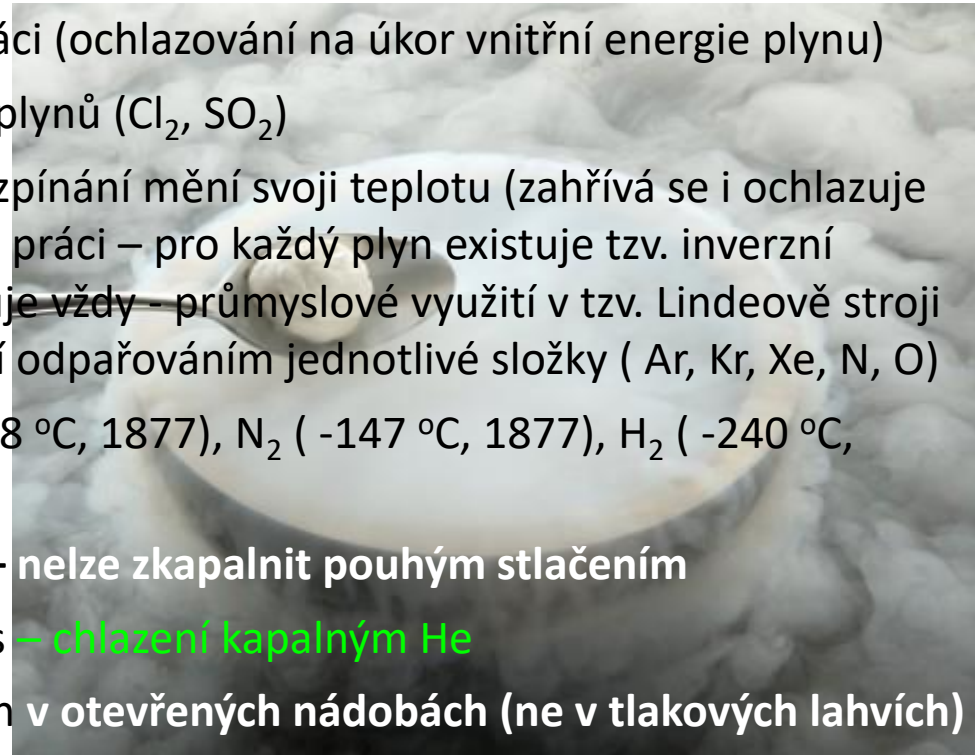 áci (ochlazování na úkor vnitřní energie plynu)
plynů (Cl₂, SO₂)
zpínání mění svoji teplotu (zahřívá se i ochlazuje
práci – pro každý plyn existuje tzv. inverzní
je vždy - průmyslové využití v tzv. Lindeově stroji
í odpařováním jednotlivé složky ( Ar, Kr, Xe, N, O)
8 ºC, 1877), N₂ ( -147 ºC, 1877), H₂ ( -240 ºC,
- nelze zkapalnit pouhým stlačením
s – chlazení kapalným He
v otevřených nádobách (ne v tlakových lahvích)